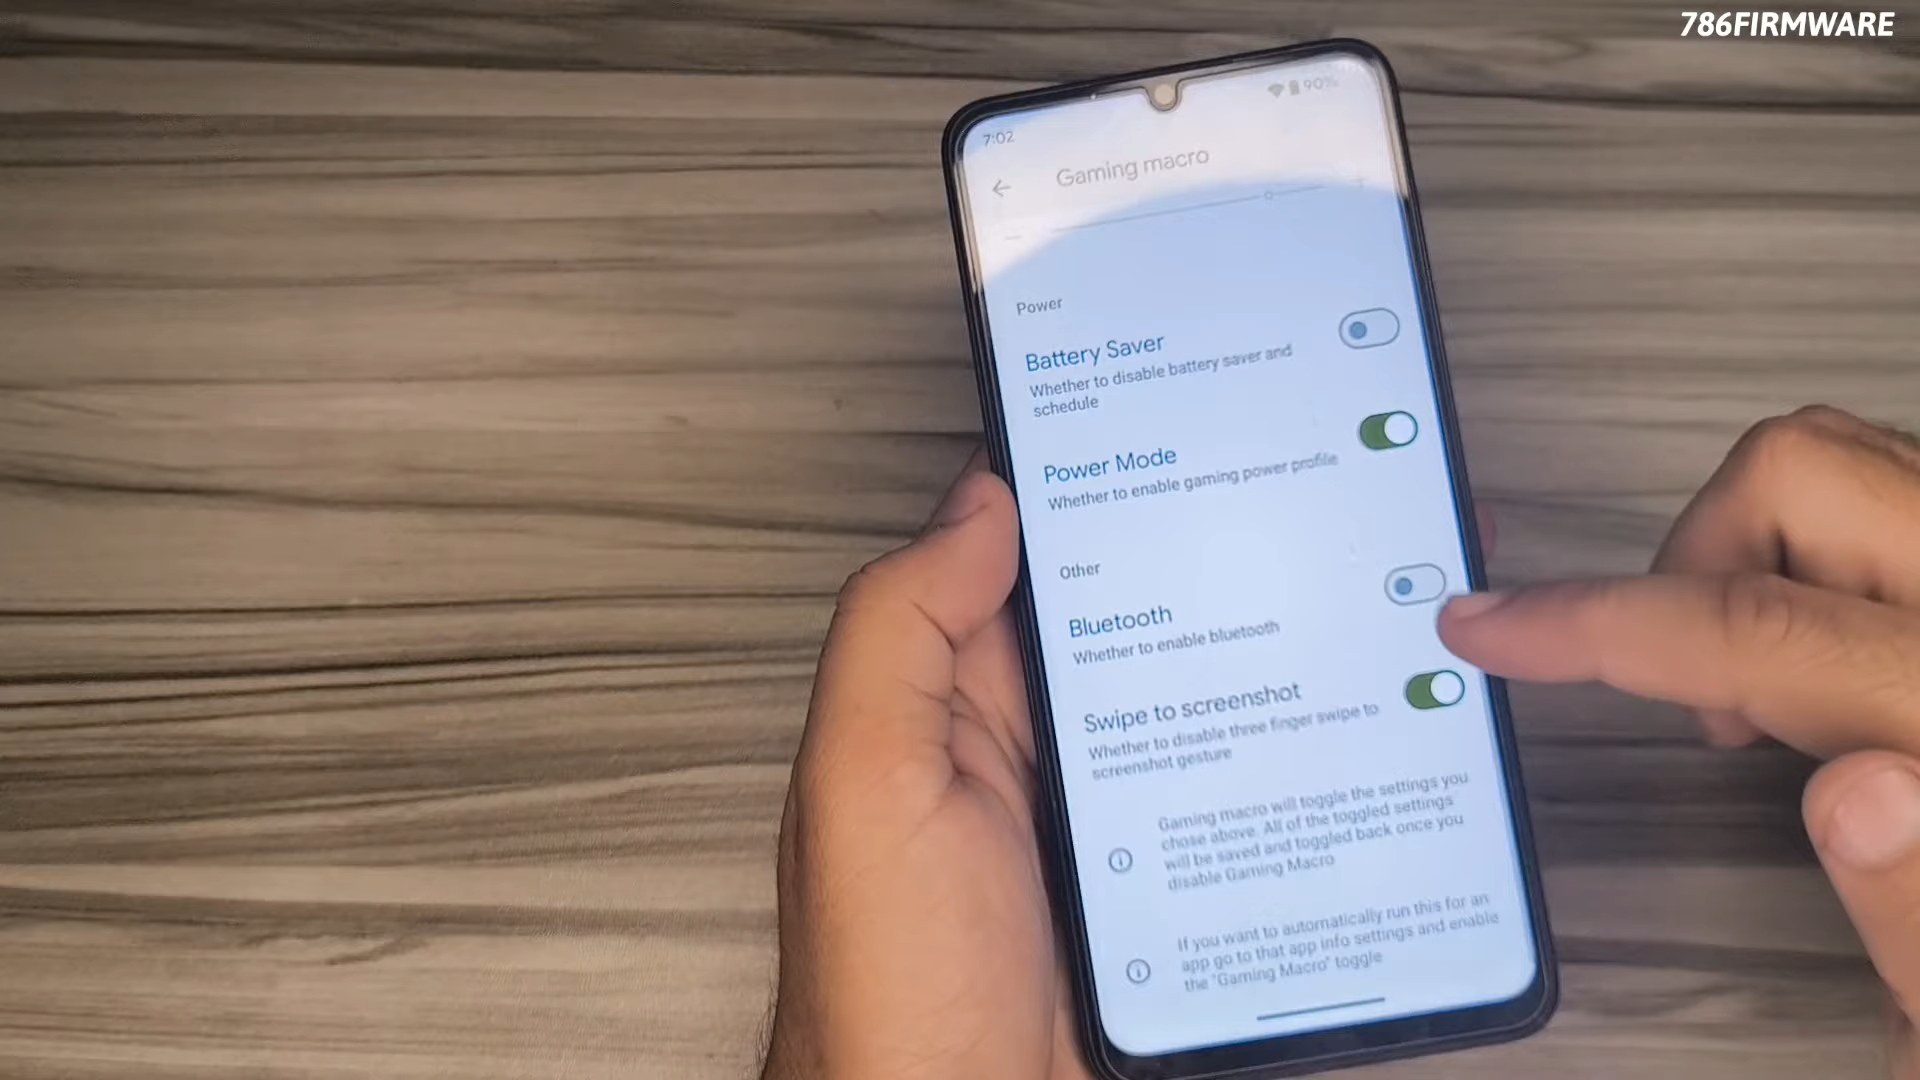 786FIRMWARE
7:02
90%
Gaming macro
Power
Battery Saver
Whether to disable battery saver and
schedule
Power Mode
Whether to enable gaming power profile
Other
Bluetooth
Whether to enable bluetooth
Swipe to screenshot
Whether to disable three finger swipe to
screenshot gesture
Gaming macro will toggle the settings you
chose above. All of the toggled settings
will be saved and toggled back once you
disable Gaming Macro
If you want to automatically run this for an
app go to that app info settings and enable
the "Gaming Macro" toggle